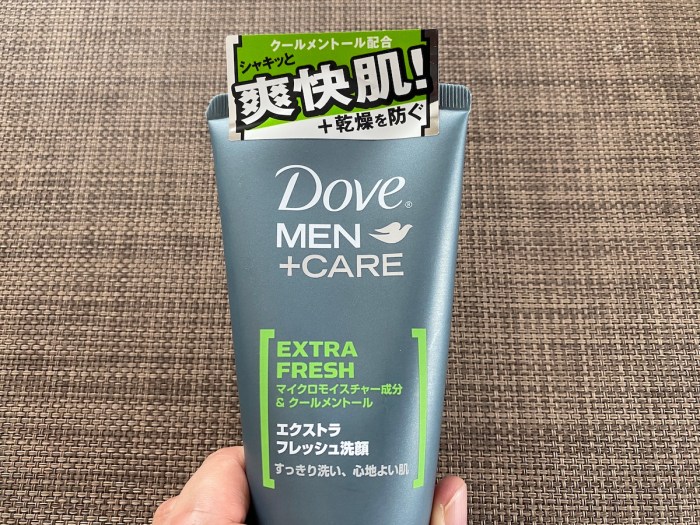 クールメントール配合
シャキッと
爽快肌!
+乾燥を防ぐ
Dove®
MEN
+CARE
EXTRA
FRESH
マイクロモイスチャー成分
& クールメントール
エクストラ
フレッシュ洗顔
すっきり洗い、心地よい肌